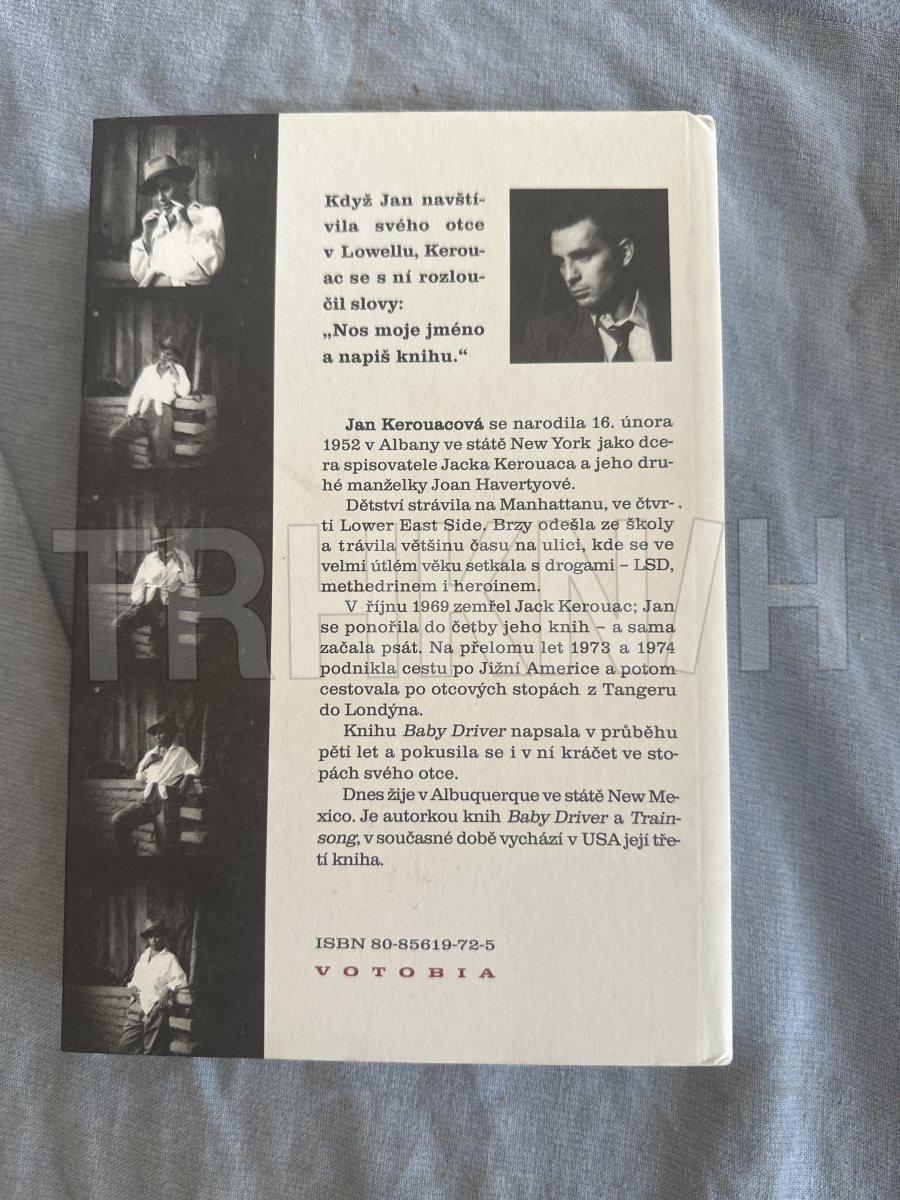 Když Jan navští-
vila svého otce
v Lowellu, Kerou-
ac se s ní rozlou-
čil slovy:
„Nos moje jméno
a napiš knihu.“
Jan Kerouacová se narodila 16. února
1952 v Albany ve státě New York jako dce-
ra spisovatele Jacka Kerouaca a jeho dru-
hé manželky Joan Havertyové.
Dětství strávila na Manhattanu, ve čtvr-
ti Lower East Side. Brzy odešla ze školy
a trávila většinu času na ulici, kde se ve
velmi útlém věku setkala s drogami – LSD,
methedrinem i heroinem.
V říjnu 1969 zemřel Jack Kerouac; Jan
se ponořila do četby jeho knih – a sama
začala psát. Na přelomu let 1973 a 1974
podnikla cestu po Jižní Americe a potom
cestovala po otcových stopách z Tangeru
do Londýna.
Knihu Baby Driver napsala v průběhu
pěti let a pokusila se i v ní kráčet ve sto-
pách svého otce.
Dnes žije v Albuquerque ve státě New Me-
xico. Je autorkou knih Baby Driver a Train-
song, v současné době vychází v USA její tře-
tí kniha.
ISBN 80-85619-72-5
VOTOBIA
TRHKNIH